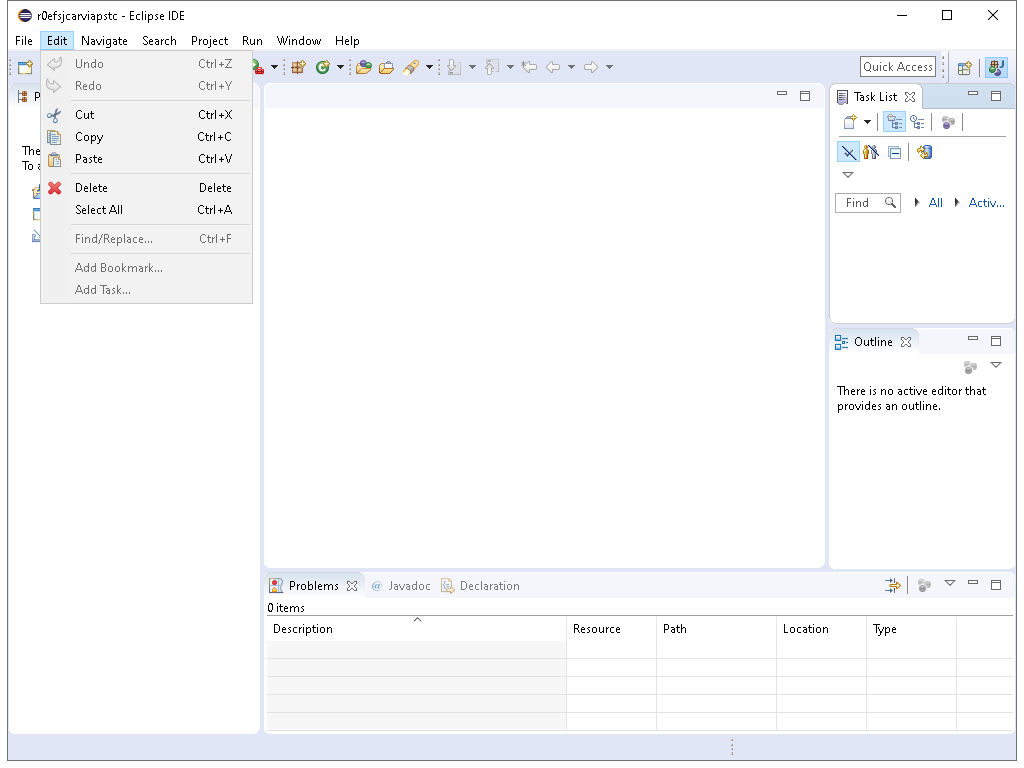 r0efsjcarviapstc - Eclipse IDE
File Edit Navigate Search Project Run Window Help
Undo Ctrl+Z
Redo Ctrl+Y
Cut Ctrl+X
Copy Ctrl+C
Paste Ctrl+V
Delete Delete
Select All Ctrl+A
Find/Replace... Ctrl+F
Add Bookmark...
Add Task...
Quick Access
P
The
To a
Task List
Find All Activ...
Outline
There is no active editor that
provides an outline.
Problems @ Javadoc Declaration
0 items
Description Resource Path Location Type